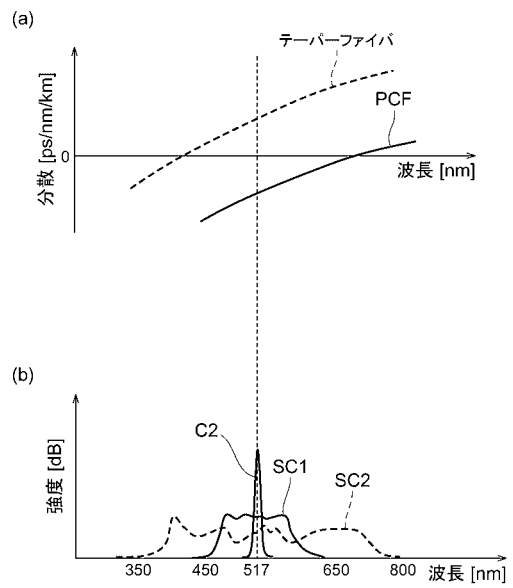 (a)
テーパーファイバ
PCF
分散 [ps/nm/km]
0
波長 [nm]
(b)
C2
SC1
SC2
強度 [dB]
350 450 517 650 800 波長 [nm]